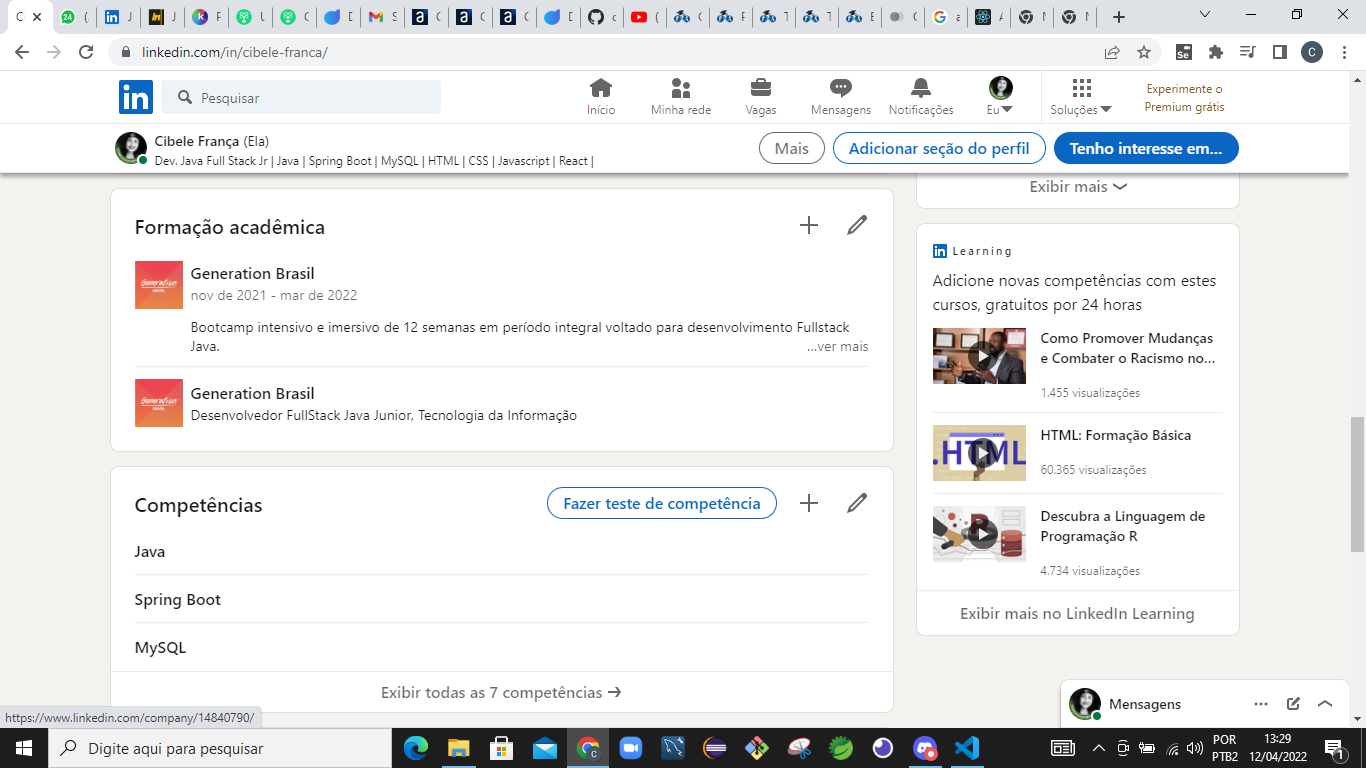 linkedin.com/in/cibele-franca/
Pesquisar
Início
Minha rede
Vagas
Mensagens
Notificações
Eu
Soluções
Experimente o
Premium grátis
Cibele França (Ela)
Dev. Java Full Stack Jr | Java | Spring Boot | MySQL | HTML | CSS | Javascript | React |
Mais
Adicionar seção do perfil
Tenho interesse em...
Formação acadêmica
Generation Brasil
nov de 2021 - mar de 2022
Bootcamp intensivo e imersivo de 12 semanas em período integral voltado para desenvolvimento Fullstack
Java.
...ver mais
Generation Brasil
Desenvolvedor FullStack Java Junior, Tecnologia da Informação
Competências
Fazer teste de competência
Java
Spring Boot
MySQL
Exibir todas as 7 competências
Exibir mais
in Learning
Adicione novas competências com estes
cursos, gratuitos por 24 horas
Como Promover Mudanças
e Combater o Racismo no...
1.455 visualizações
.HTML
HTML: Formação Básica
60.365 visualizações
Descubra a Linguagem de
Programação R
4.734 visualizações
Exibir mais no LinkedIn Learning
Mensagens
https://www.linkedin.com/company/14840790/
Digite aqui para pesquisar
POR
PTB2
13:29
12/04/2022